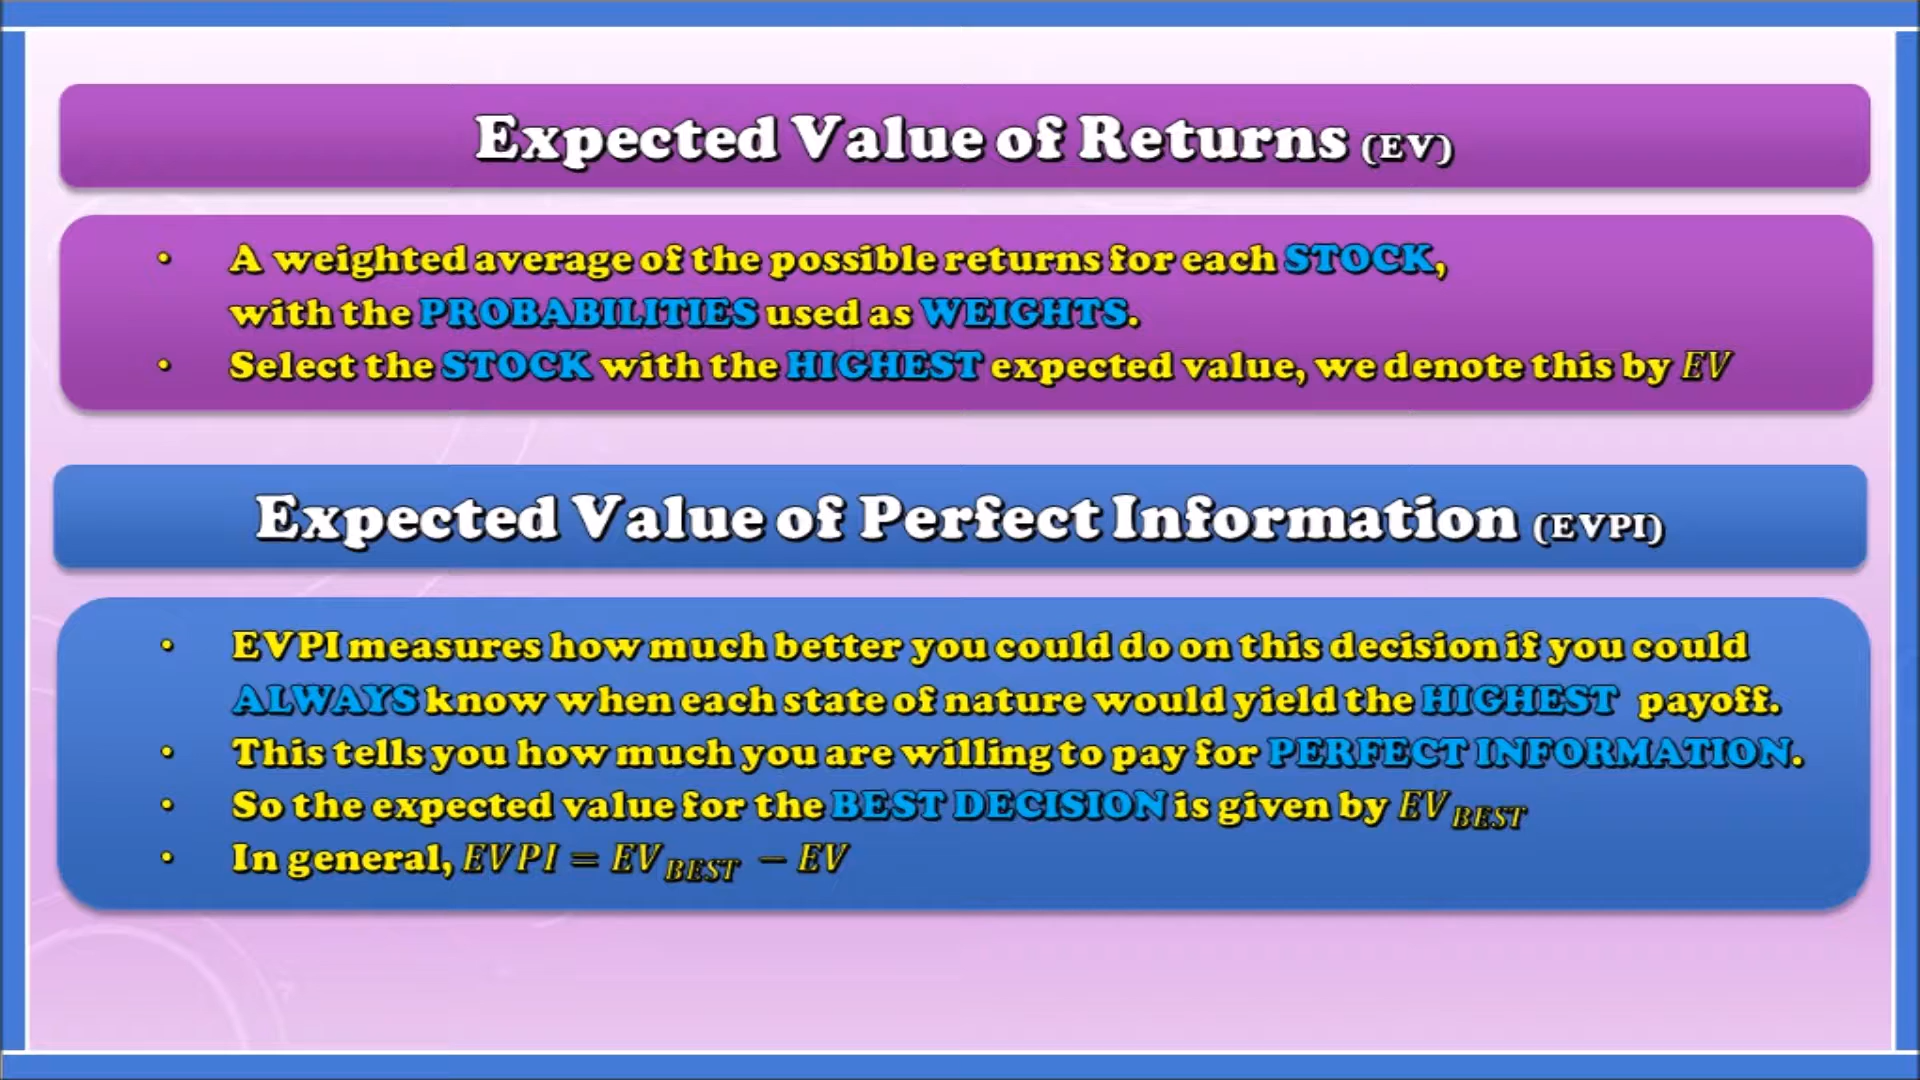 Expected Value of Returns (EV)
• A weighted average of the possible returns for each STOCK,
with the PROBABILITIES used as WEIGHTS.
• Select the STOCK with the HIGHEST expected value, we denote this by EV
Expected Value of Perfect Information (EVPI)
• EVPI measures how much better you could do on this decision if you could
ALWAYS know when each state of nature would yield the HIGHEST payoff.
• This tells you how much you are willing to pay for PERFECT INFORMATION.
• So the expected value for the BEST DECISION is given by EV_BEST
• In general, EVPI = EV_BEST − EV